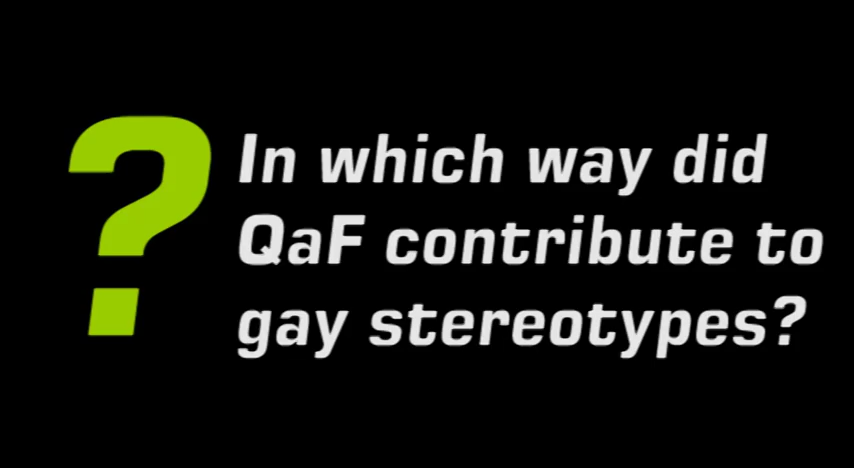 ?
In which way did
QaF contribute to
gay stereotypes?